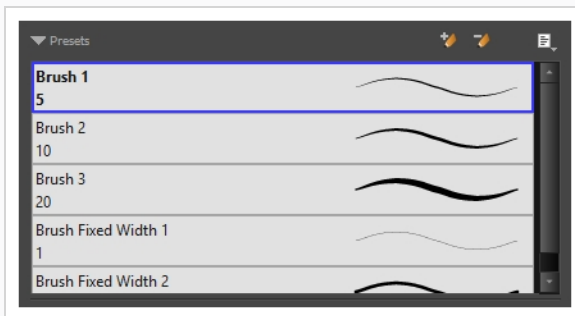 Presets
Brush 1
5
Brush 2
10
Brush 3
20
Brush Fixed Width 1
1
Brush Fixed Width 2